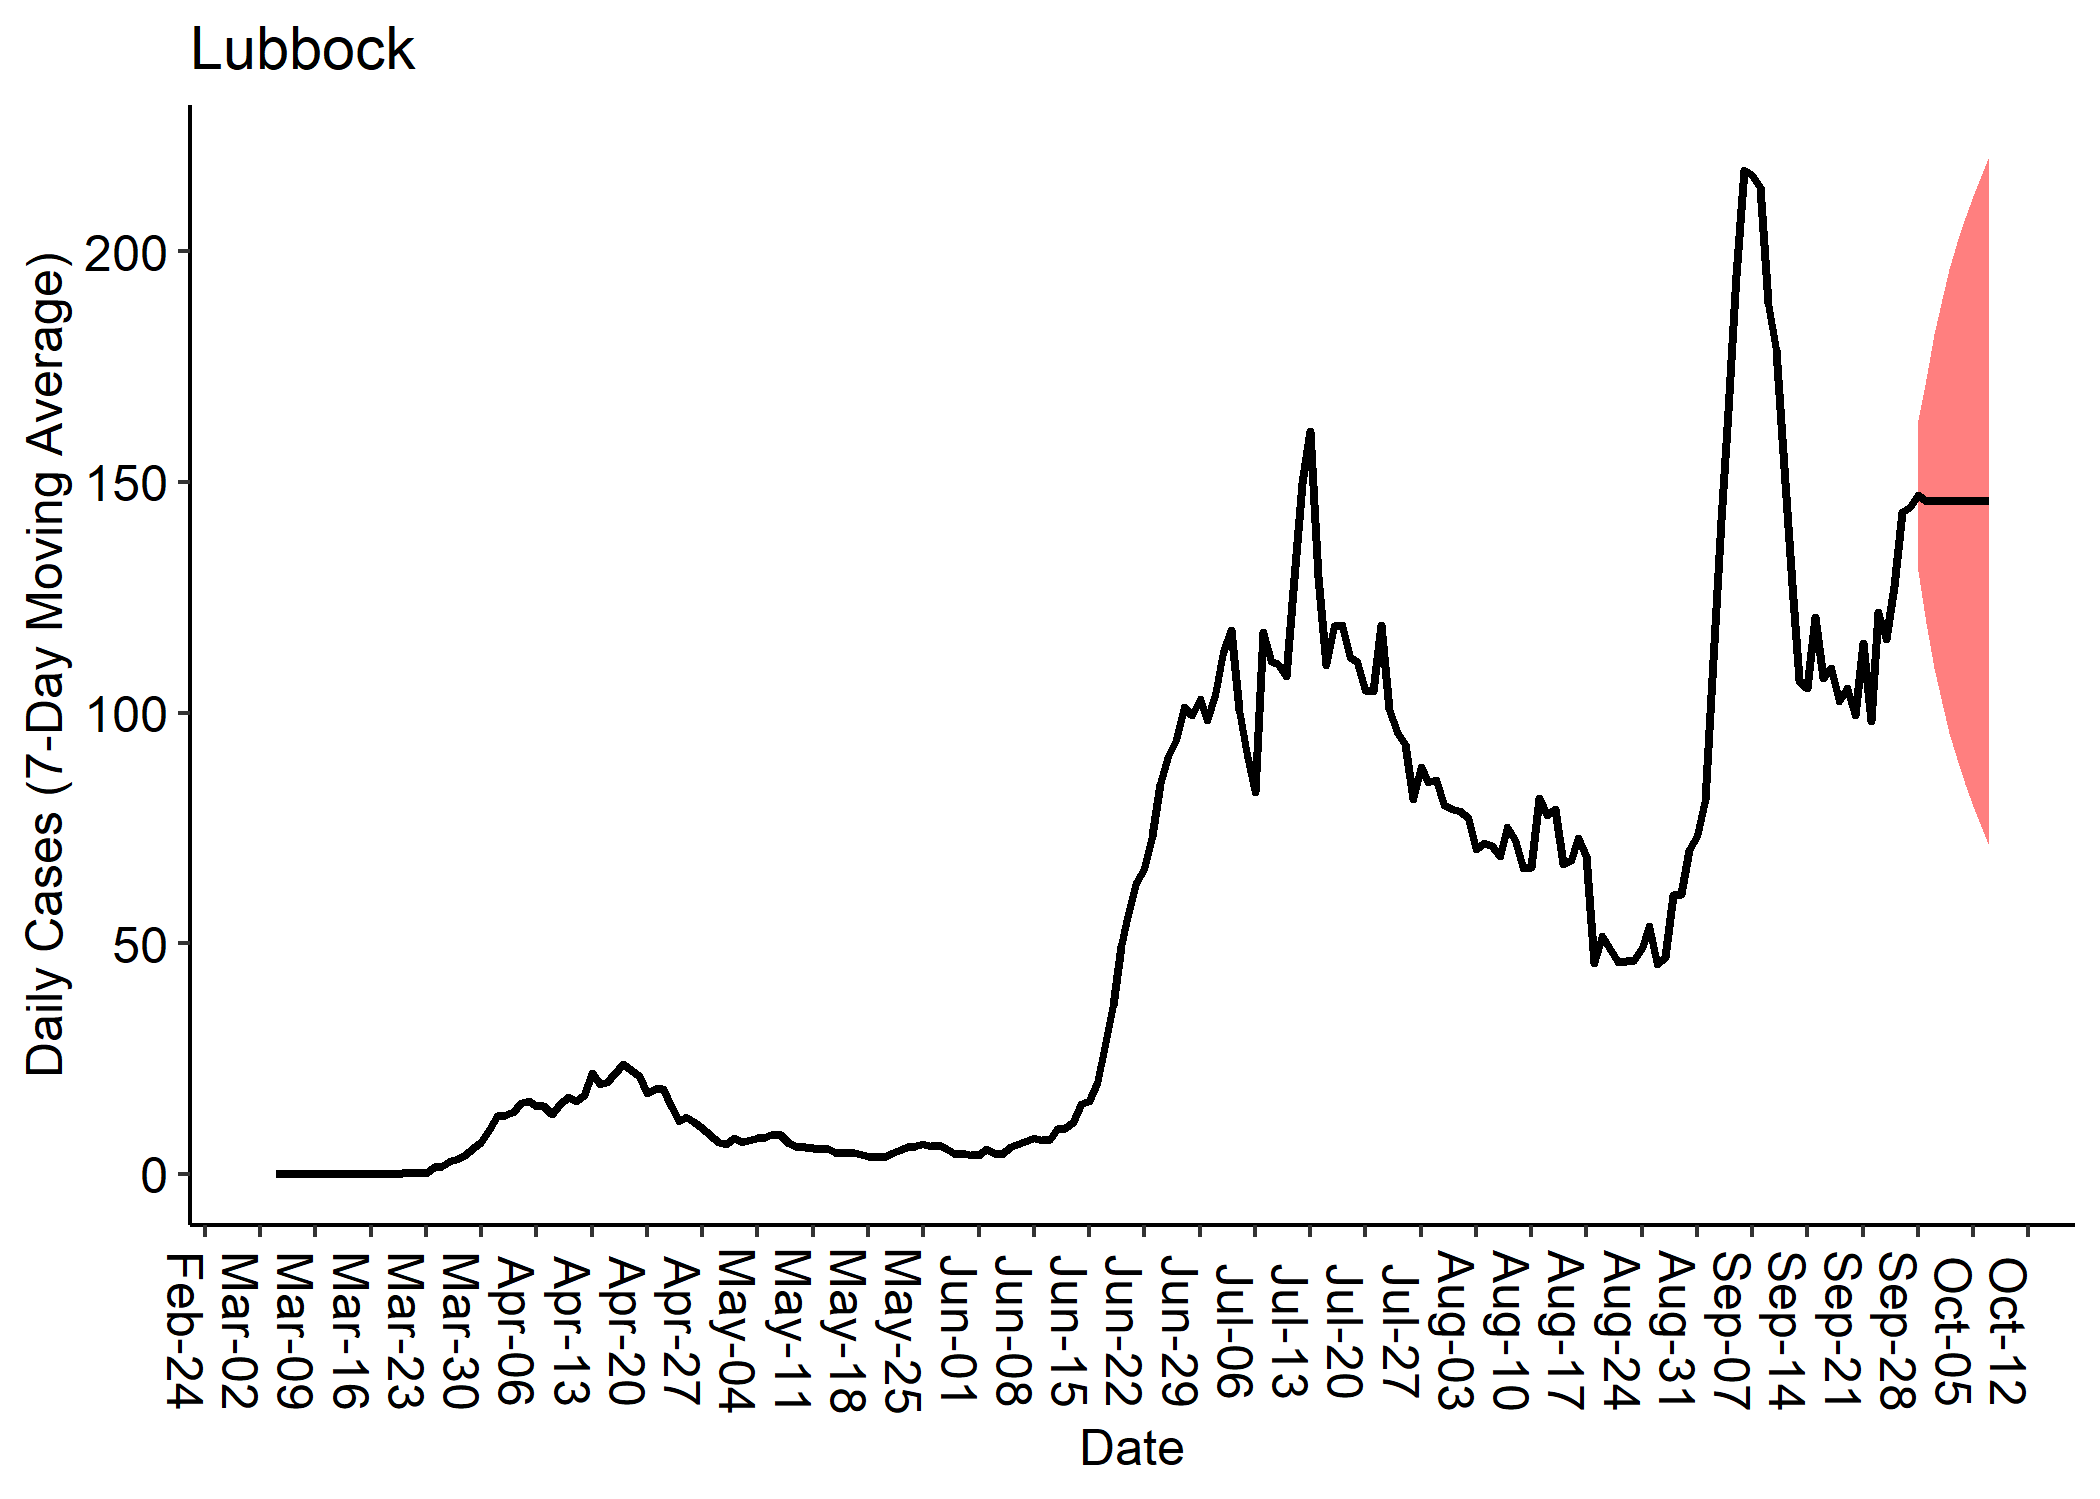 Lubbock
Daily Cases (7-Day Moving Average)
200
150
100
50
0
Feb-24
Mar-02
Mar-09
Mar-16
Mar-23
Mar-30
Apr-06
Apr-13
Apr-20
Apr-27
May-04
May-11
May-18
May-25
Jun-01
Jun-08
Jun-15
Jun-22
Jun-29
Jul-06
Jul-13
Jul-20
Jul-27
Aug-03
Aug-10
Aug-17
Aug-24
Aug-31
Sep-07
Sep-14
Sep-21
Sep-28
Oct-05
Oct-12
Date